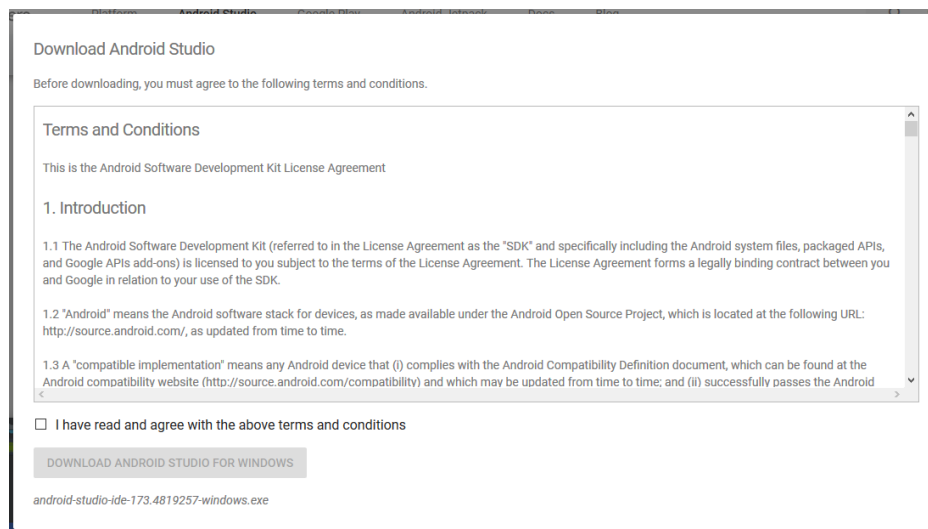 Platform Android Studio Google Play Android Jetpack Docs Blog
Download Android Studio
Before downloading, you must agree to the following terms and conditions.
Terms and Conditions
This is the Android Software Development Kit License Agreement
1. Introduction
1.1 The Android Software Development Kit (referred to in the License Agreement as the "SDK" and specifically including the Android system files, packaged APIs,
and Google APIs add-ons) is licensed to you subject to the terms of the License Agreement. The License Agreement forms a legally binding contract between you
and Google in relation to your use of the SDK.
1.2 "Android" means the Android software stack for devices, as made available under the Android Open Source Project, which is located at the following URL:
http://source.android.com/, as updated from time to time.
1.3 A "compatible implementation" means any Android device that (i) complies with the Android Compatibility Definition document, which can be found at the
Android compatibility website (http://source.android.com/compatibility) and which may be updated from time to time; and (ii) successfully passes the Android
I have read and agree with the above terms and conditions
DOWNLOAD ANDROID STUDIO FOR WINDOWS
android-studio-ide-173.4819257-windows.exe